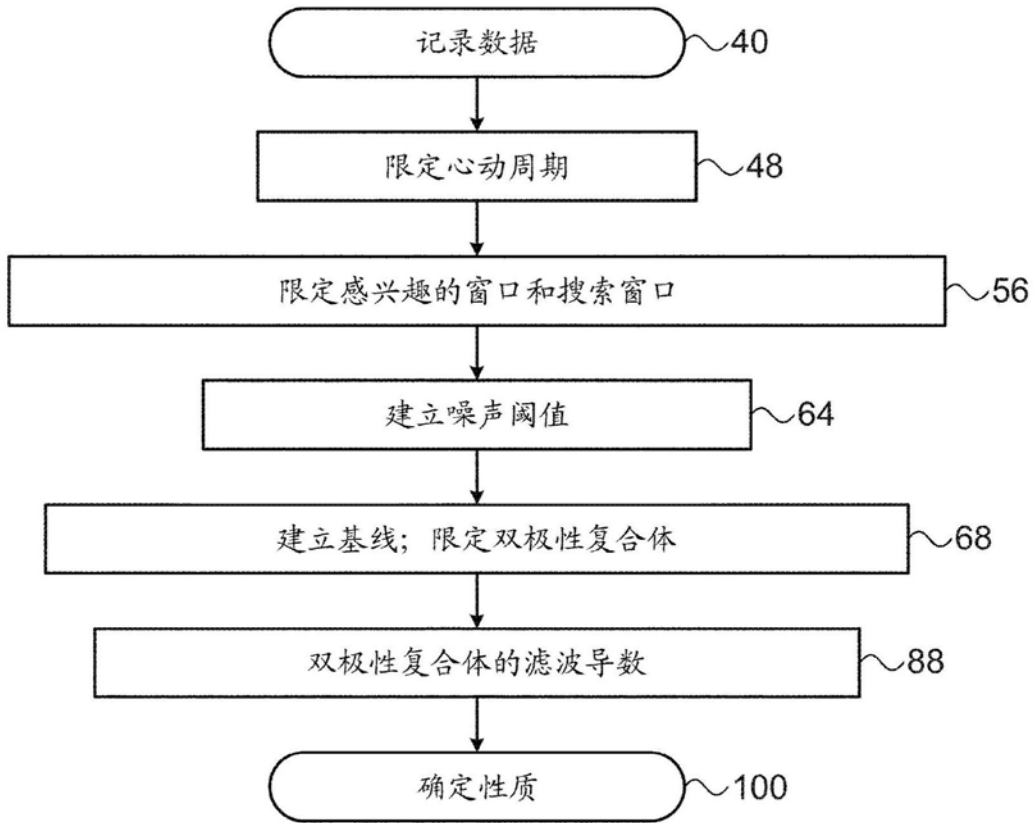 记录数据 40
限定心动周期 48
限定感兴趣的窗口和搜索窗口 56
建立噪声阈值 64
建立基线；限定双极性复合体 68
双极性复合体的滤波导数 88
确定性质 100